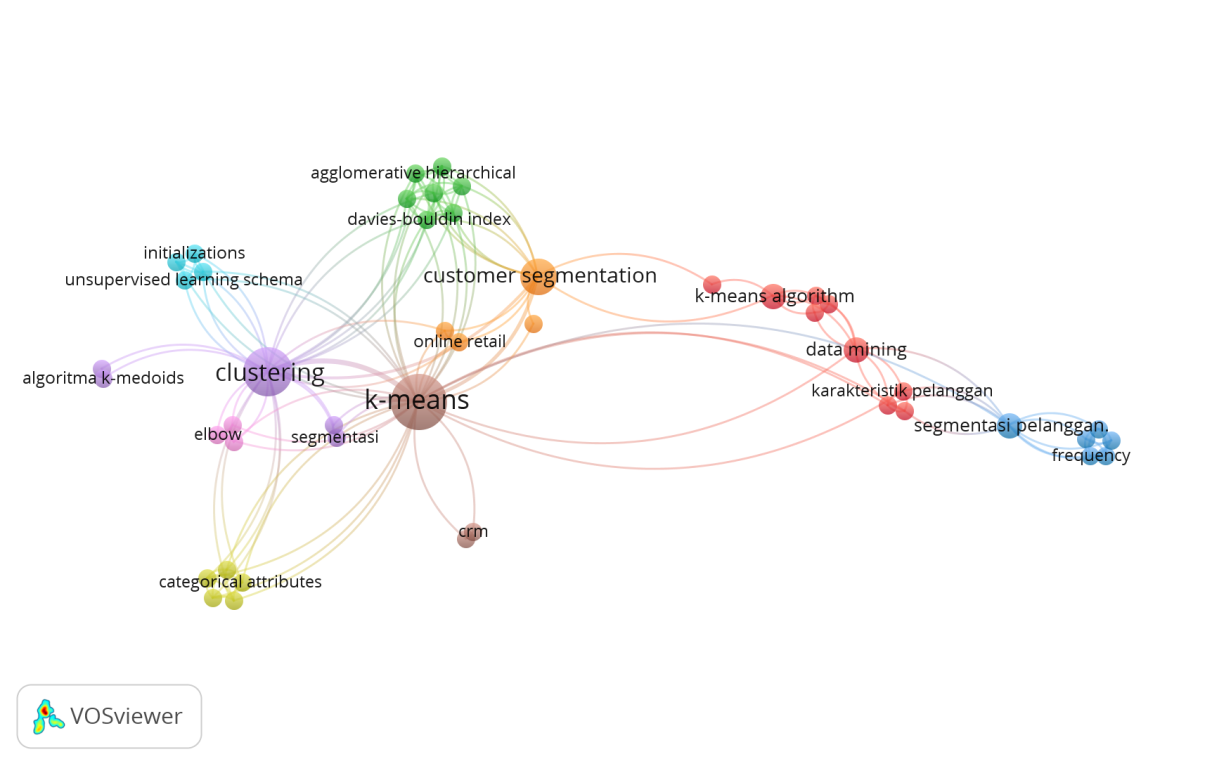 agglomerative hierarchical
davies-bouldin index
initializations
unsupervised learning schema
customer segmentation
k-means algorithm
online retail
data mining
algoritma k-medoids
clustering
k-means
karakteristik pelanggan
elbow
segmentasi
segmentasi pelanggan.
frequency
crm
categorical attributes
VOSviewer